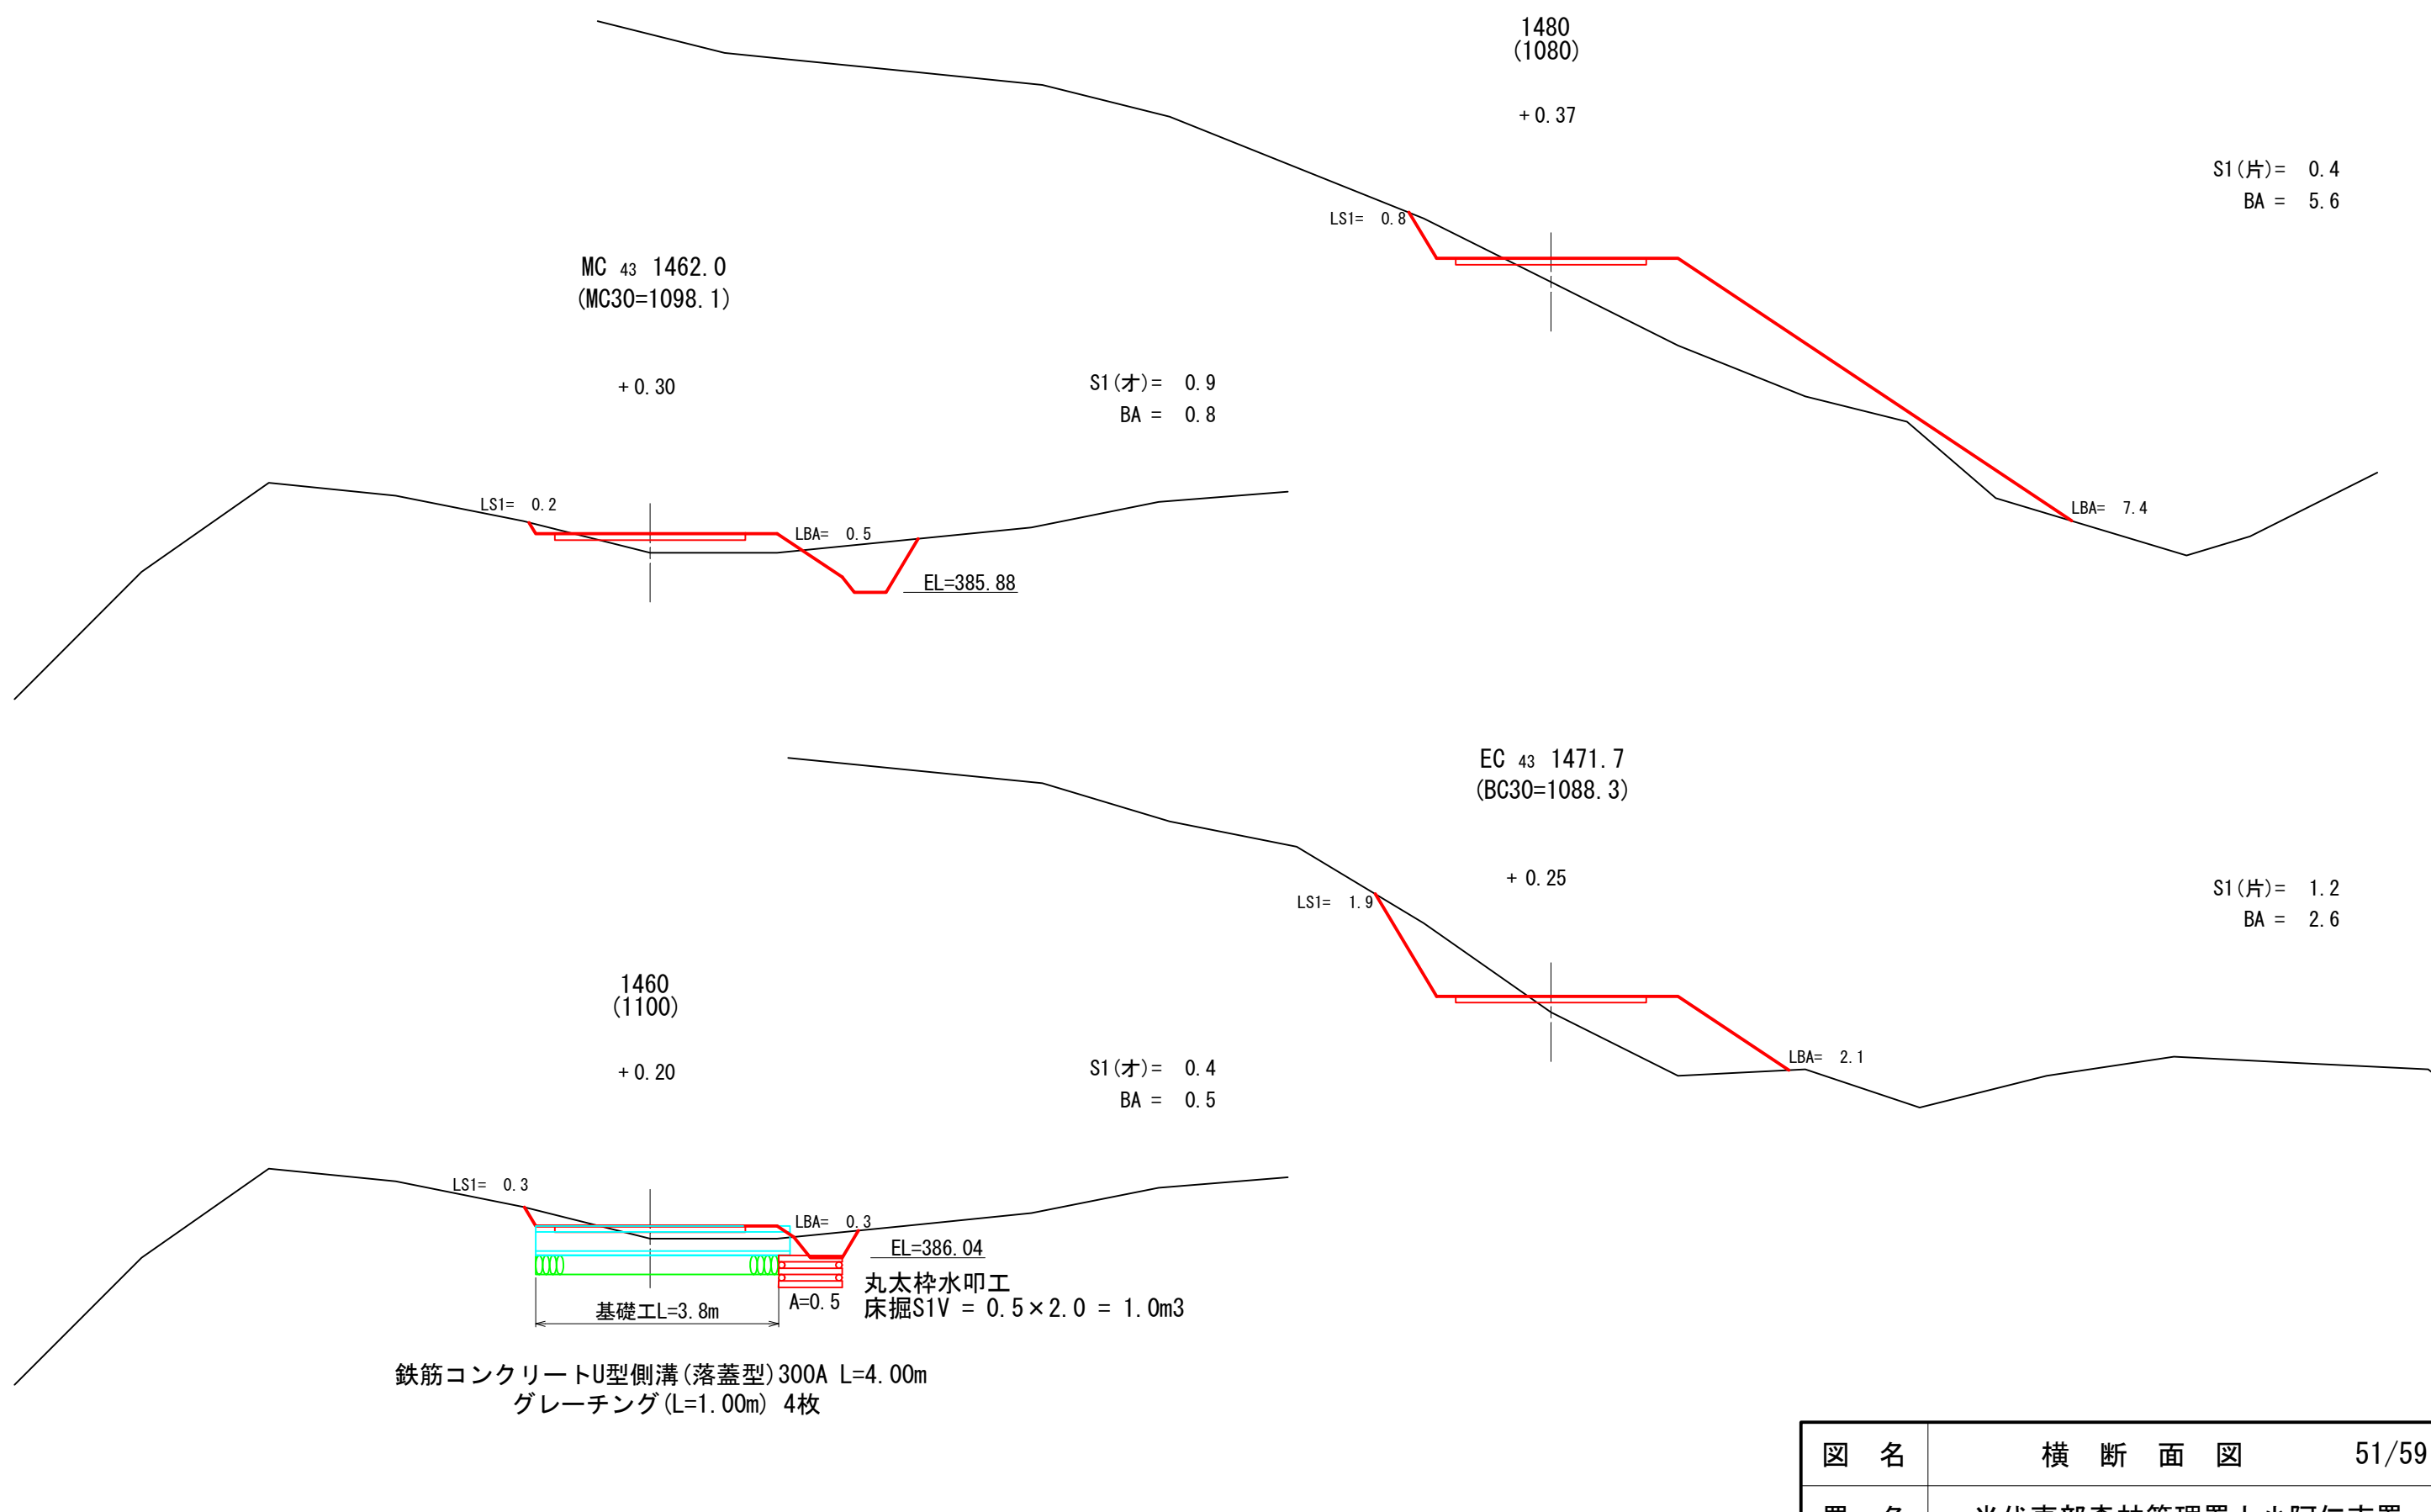 1480
(1080)
+0.37
S1(片)= 0.4
BA = 5.6
LS1= 0.8
LBA= 7.4
MC 43 1462.0
(MC30=1098.1)
+0.30
S1(オ)= 0.9
BA = 0.8
LS1= 0.2
LBA= 0.5
EL=385.88
EC 43 1471.7
(BC30=1088.3)
+ 0.25
S1(片)= 1.2
BA = 2.6
LS1= 1.9
LBA= 2.1
1460
(1100)
+0.20
S1(オ)= 0.4
BA = 0.5
LS1= 0.3
LBA= 0.3
EL=386.04
丸太枠水叩工
A=0.5 床掘S1V = 0.5×2.0 = 1.0m3
基礎工L=3.8m
鉄筋コンクリートU型側溝(落蓋型)300A L=4.00m
グレーチング(L=1.00m) 4枚
図 名 横 断 面 図 51/59